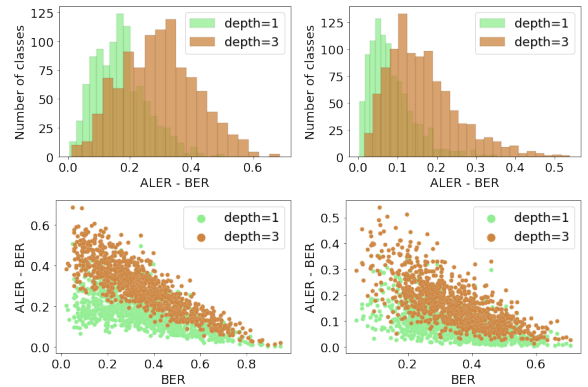 125
100
75
50
25
0
Number of classes
depth=1
depth=3
0.0 0.2 0.4 0.6
ALER - BER
125
100
75
50
25
0
Number of classes
depth=1
depth=3
0.0 0.1 0.2 0.3 0.4 0.5
ALER - BER
0.6
0.4
0.2
0.0
ALER - BER
depth=1
depth=3
0.0 0.2 0.4 0.6 0.8
BER
0.5
0.4
0.3
0.2
0.1
0.0
ALER - BER
depth=1
depth=3
0.2 0.4 0.6
BER